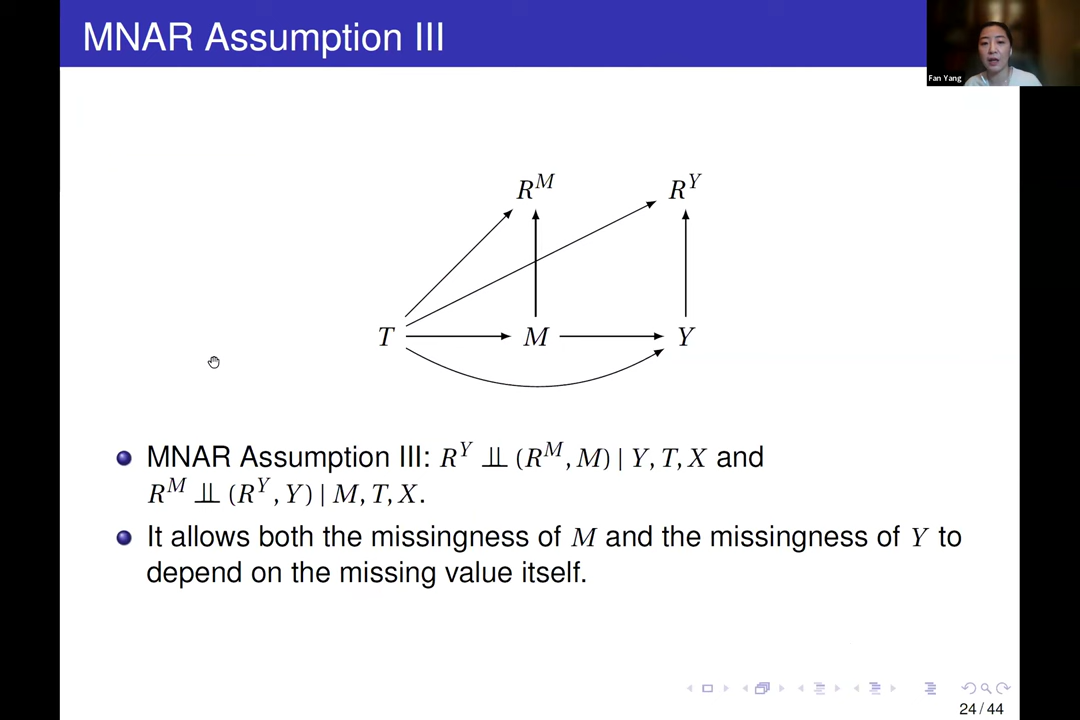 MNAR Assumption III
Fan Yang
R^M R^Y
T M Y
MNAR Assumption III: R^Y ⫫ (R^M, M) | Y, T, X and
R^M ⫫ (R^Y, Y) | M, T, X.
It allows both the missingness of M and the missingness of Y to
depend on the missing value itself.
24 / 44